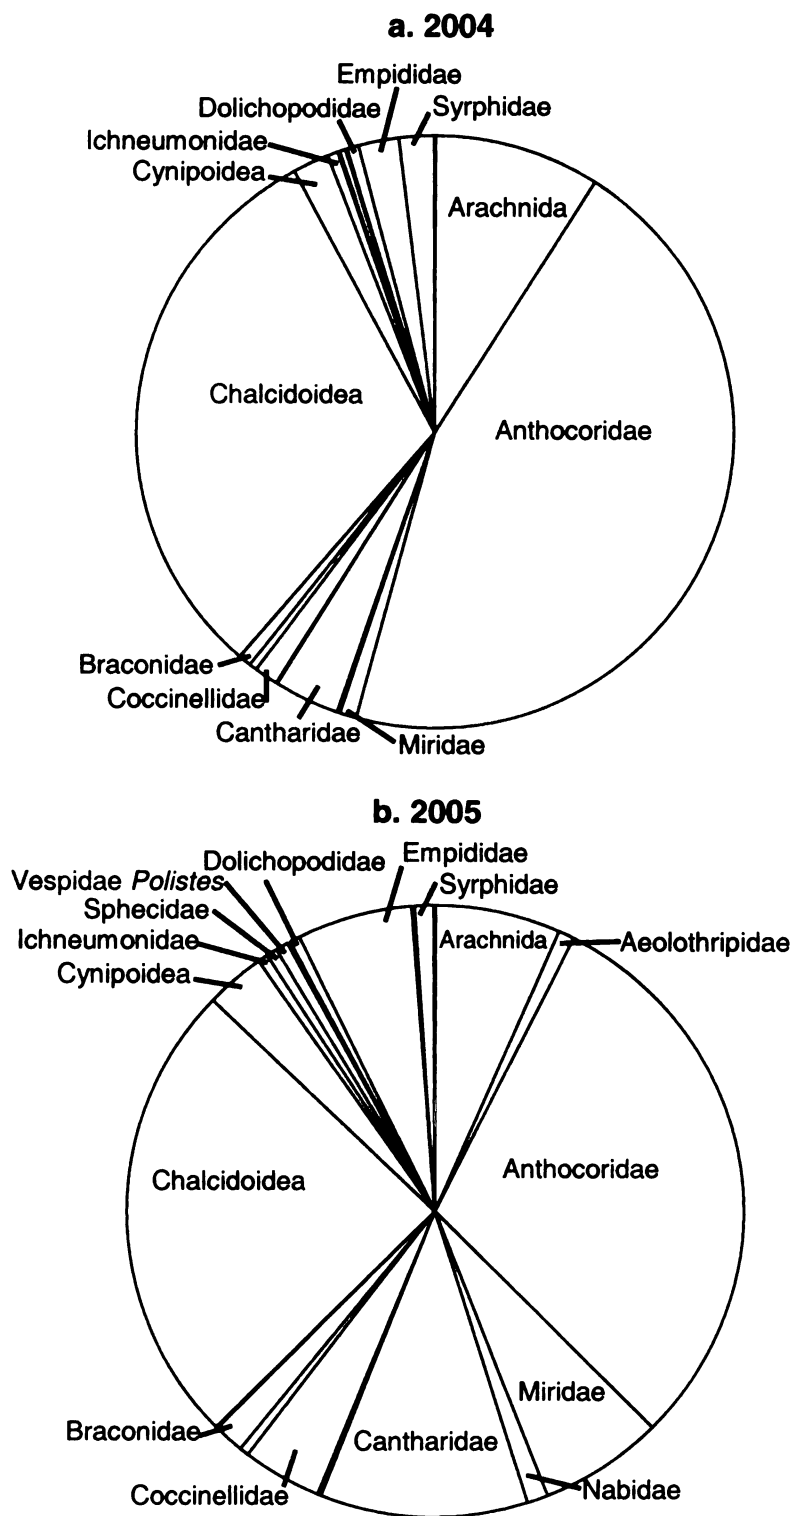 a. 2004
Empididae
Dolichopodidae
Syrphidae
Ichneumonidae
Cynipoidea
Arachnida
Chalcidoidea
Anthocoridae
Braconidae
Coccinellidae
Cantharidae
Miridae
b. 2005
Dolichopodidae
Empididae
Vespidae Polistes
Syrphidae
Sphecidae
Ichneumonidae
Arachnida
Aeolothripidae
Cynipoidea
Chalcidoidea
Anthocoridae
Miridae
Braconidae
Cantharidae
Coccinellidae
Nabidae